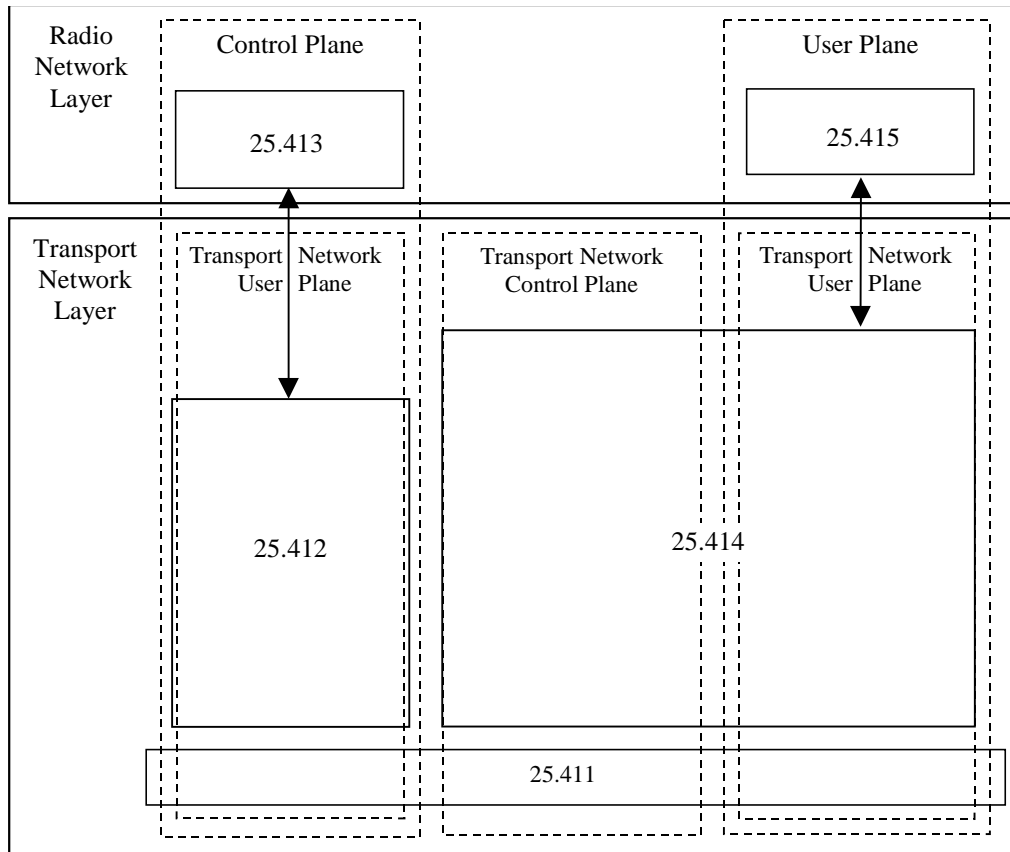 Radio
Network
Layer
Control Plane
User Plane
25.413
25.415
Transport
Network
Layer
Transport Network
User Plane
Transport Network
Control Plane
Transport Network
User Plane
25.412
25.414
25.411